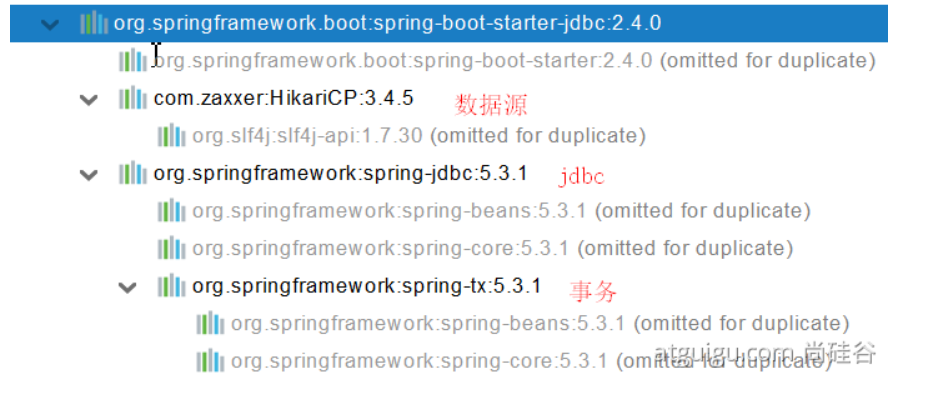 org.springframework.boot:spring-boot-starter-jdbc:2.4.0
org.springframework.boot:spring-boot-starter:2.4.0 (omitted for duplicate)
com.zaxxer:HikariCP:3.4.5 数据源
org.slf4j:slf4j-api:1.7.30 (omitted for duplicate)
org.springframework:spring-jdbc:5.3.1 jdbc
org.springframework:spring-beans:5.3.1 (omitted for duplicate)
org.springframework:spring-core:5.3.1 (omitted for duplicate)
org.springframework:spring-tx:5.3.1 事务
org.springframework:spring-beans:5.3.1 (omitted for duplicate)
org.springframework:spring-core:5.3.1 (omitted for duplicate)
atguigu.com 尚硅谷